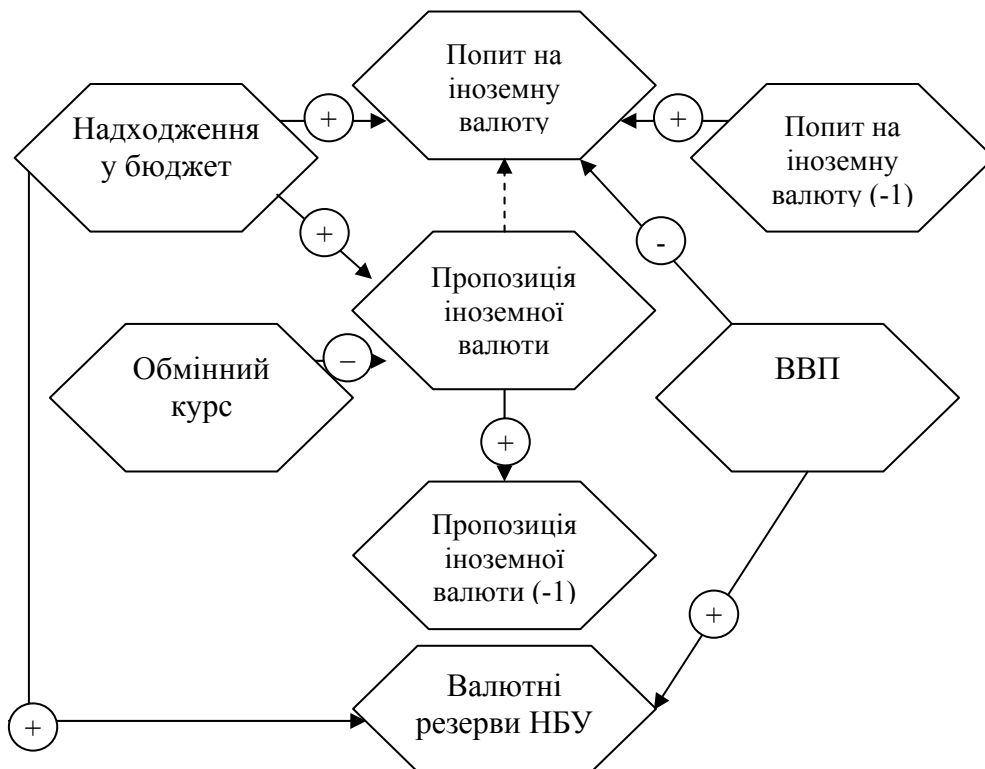 Попит на
іноземну
валюту
Надходження
у бюджет
+
+
Попит на
іноземну
валюту (-1)
+
-
Пропозиція
іноземної
валюти
Обмінний
курс
–
ВВП
+
Пропозиція
іноземної
валюти (-1)
+
Валютні
резерви НБУ
+